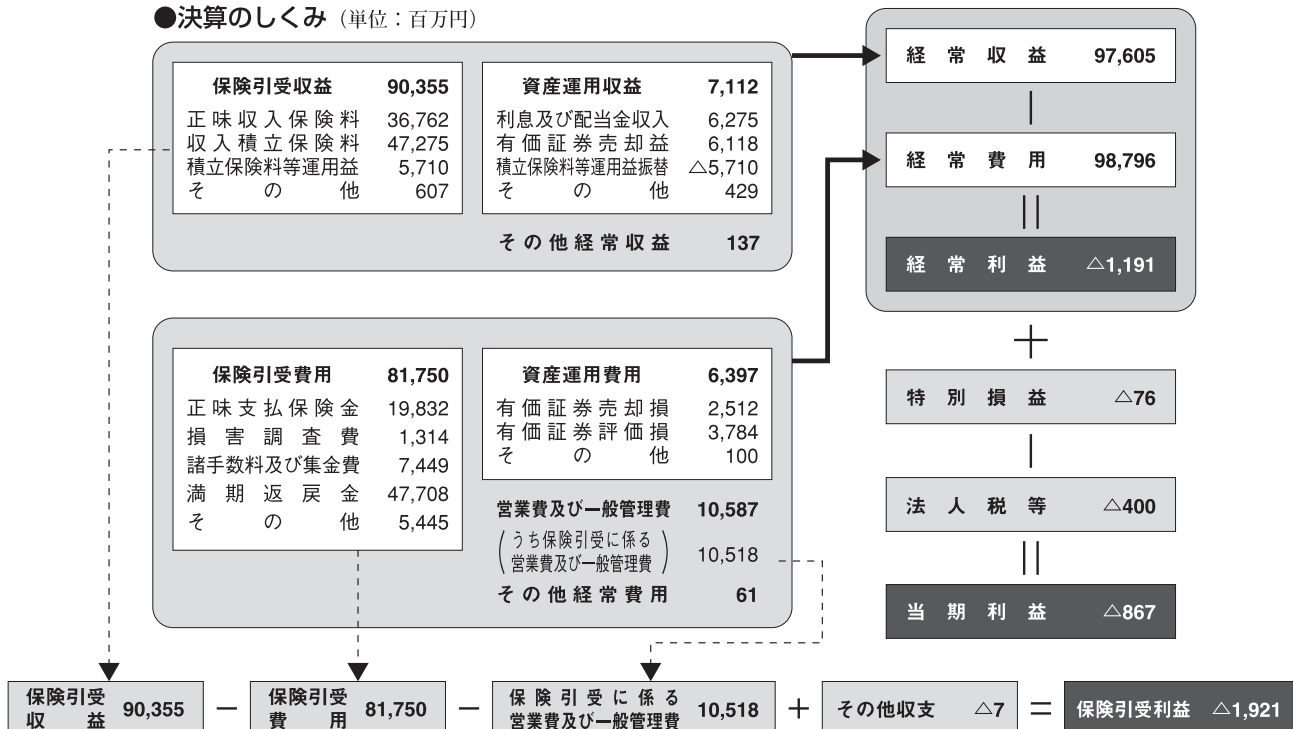 ●決算のしくみ（単位：百万円）
保険引受収益 90,355
正味収入保険料 36,762
収入積立保険料 47,275
積立保険料等運用益 5,710
その他 607
資産運用収益 7,112
利息及び配当金収入 6,275
有価証券売却益 6,118
積立保険料等運用益振替 △5,710
その他 429
その他経常収益 137
経常収益 97,605
－
経常費用 98,796
＝
経常利益 △1,191
＋
特別損益 △76
－
法人税等 △400
＝
当期利益 △867
保険引受費用 81,750
正味支払保険金 19,832
損害調査費 1,314
諸手数料及び集金費 7,449
満期返戻金 47,708
その他 5,445
資産運用費用 6,397
有価証券売却損 2,512
有価証券評価損 3,784
その他 100
営業費及び一般管理費 10,587
（うち保険引受に係る
営業費及び一般管理費） 10,518
その他経常費用 61
保険引受
収益 90,355
－
保険引受
費用 81,750
－
保険引受に係る
営業費及び一般管理費 10,518
＋
その他収支 △7
＝
保険引受利益 △1,921